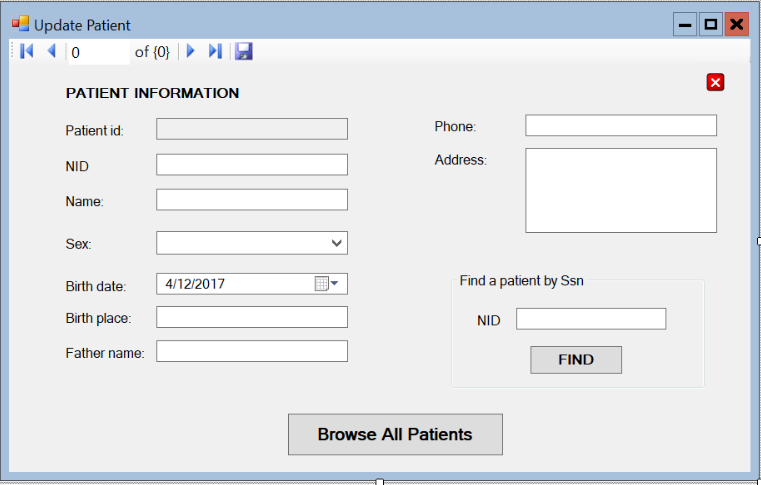 Update Patient
0 of {0}
PATIENT INFORMATION
Patient id:
NID
Name:
Sex:
Birth date: 4/12/2017
Birth place:
Father name:
Phone:
Address:
Find a patient by Ssn
NID
FIND
Browse All Patients